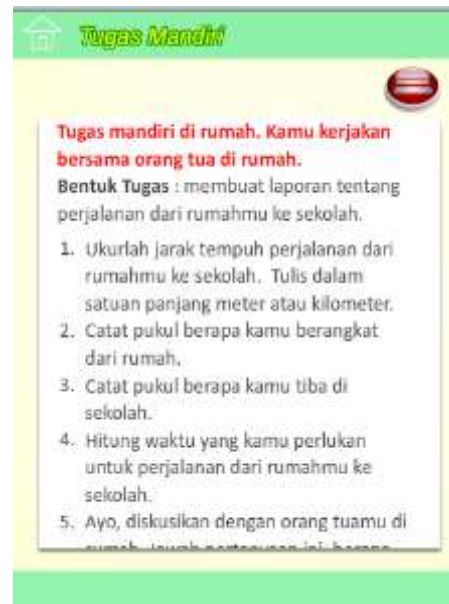 Tugas Mandiri
Tugas mandiri di rumah. Kamu kerjakan
bersama orang tua di rumah.
Bentuk Tugas : membuat laporan tentang
perjalanan dari rumahmu ke sekolah.
1. Ukurlah jarak tempuh perjalanan dari
rumahmu ke sekolah. Tulis dalam
satuan panjang meter atau kilometer.
2. Catat pukul berapa kamu berangkat
dari rumah.
3. Catat pukul berapa kamu tiba di
sekolah.
4. Hitung waktu yang kamu perlukan
untuk perjalanan dari rumahmu ke
sekolah.
5. Ayo, diskusikan dengan orang tuamu di